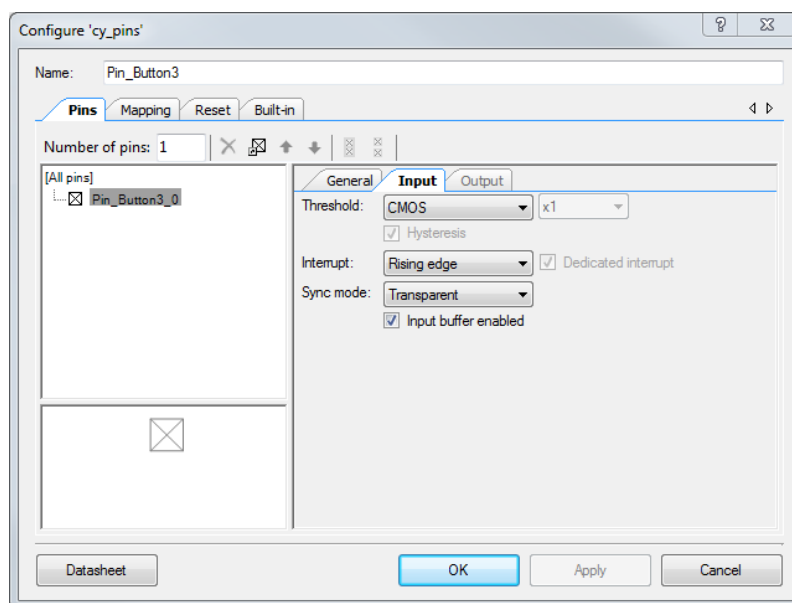 Configure 'cy_pins'
Name: Pin_Button3
Pins Mapping Reset Built-in
Number of pins: 1
[All pins]
Pin_Button3_0
General Input Output
Threshold: CMOS x1
Hysteresis
Interrupt: Rising edge Dedicated interrupt
Sync mode: Transparent
Input buffer enabled
Datasheet OK Apply Cancel